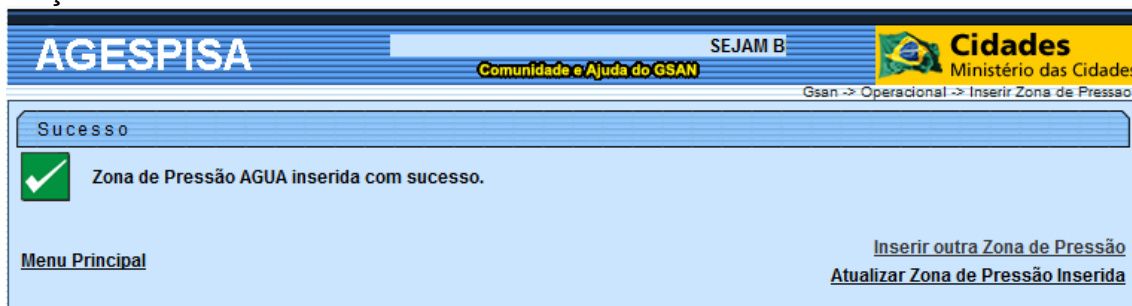 AGESPISA
SEJAM B
Comunidade e Ajuda do GSAN
Cidades
Ministério das Cidades
Gsan -> Operacional -> Inserir Zona de Pressao
Sucesso
Zona de Pressão AGUA inserida com sucesso.
Menu Principal
Inserir outra Zona de Pressão
Atualizar Zona de Pressão Inserida